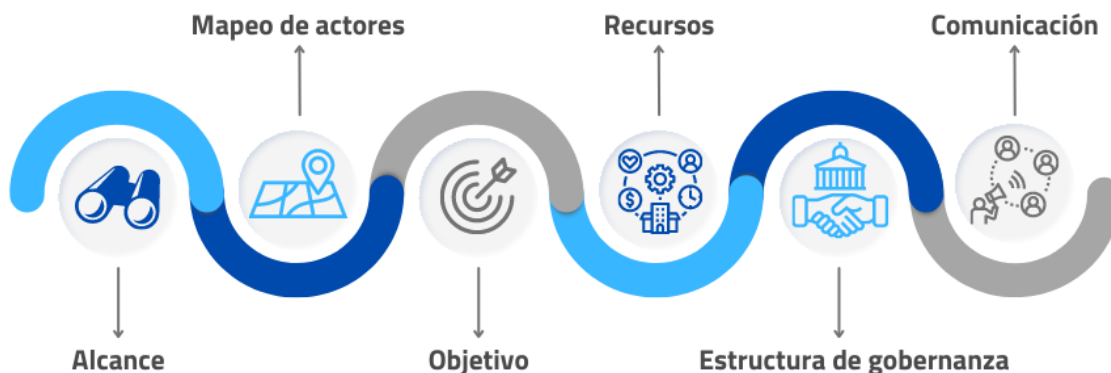 Mapeo de actores
Recursos
Comunicación
$
Alcance
Objetivo
Estructura de gobernanza